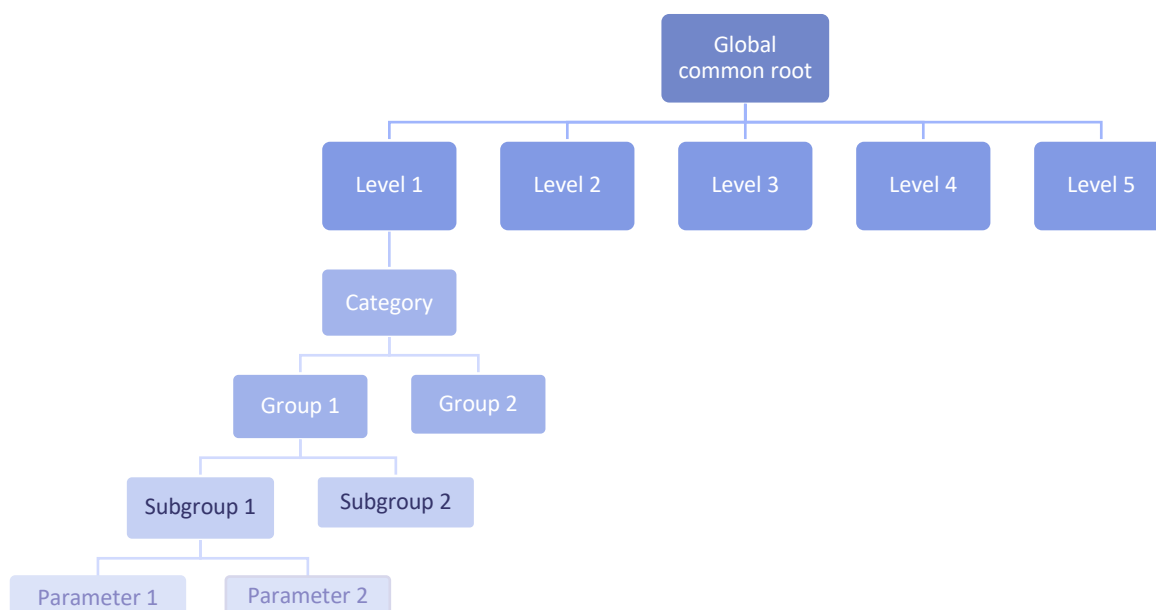 Global
common root
Level 1
Level 2
Level 3
Level 4
Level 5
Category
Group 1
Group 2
Subgroup 1
Subgroup 2
Parameter 1
Parameter 2